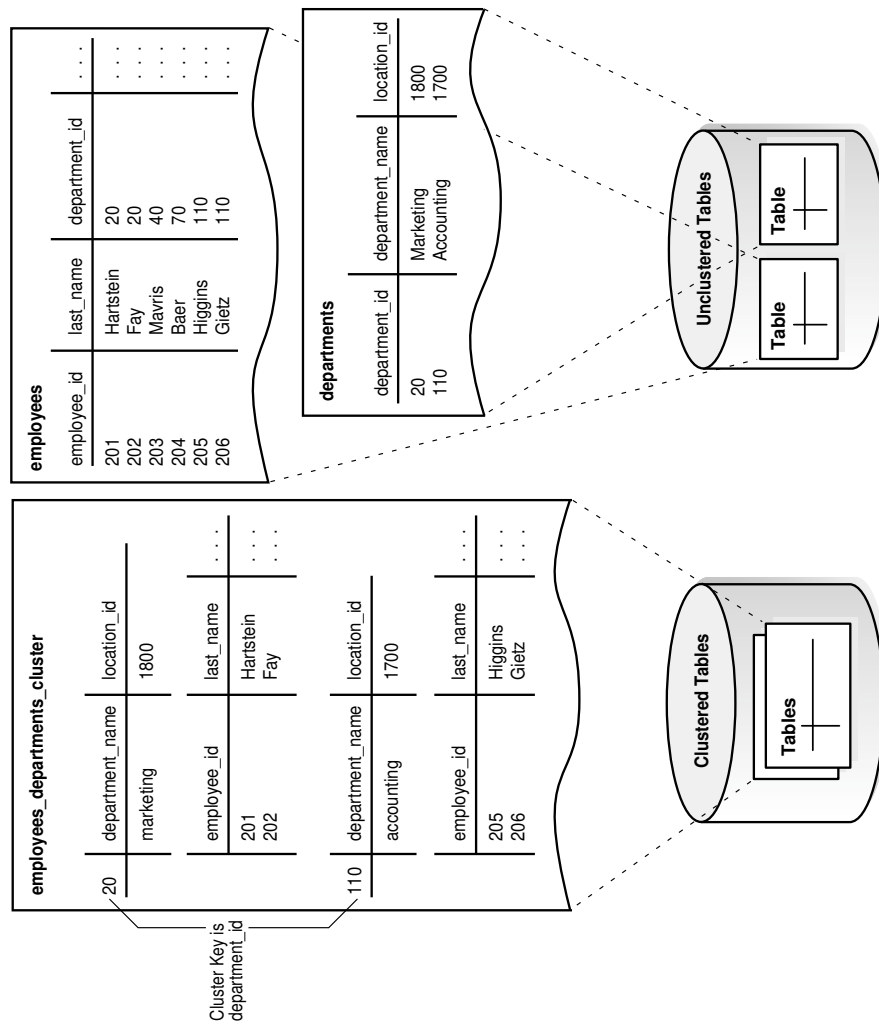 employees_departments_cluster
20 department_name location_id
marketing 1800
employee_id last_name . . .
201 Hartstein . . .
202 Fay . . .
110 department_name location_id
accounting 1700
employee_id last_name . . .
205 Higgins . . .
206 Gietz . . .
Cluster Key is
department_id
Clustered Tables
Tables
employees
employee_id last_name department_id . . .
201 Hartstein 20 . . .
202 Fay 20 . . .
203 Mavris 40 . . .
204 Baer 70 . . .
205 Higgins 110 . . .
206 Gietz 110 . . .
departments
department_id department_name location_id
20 Marketing 1800
110 Accounting 1700
Unclustered Tables
Table
Table